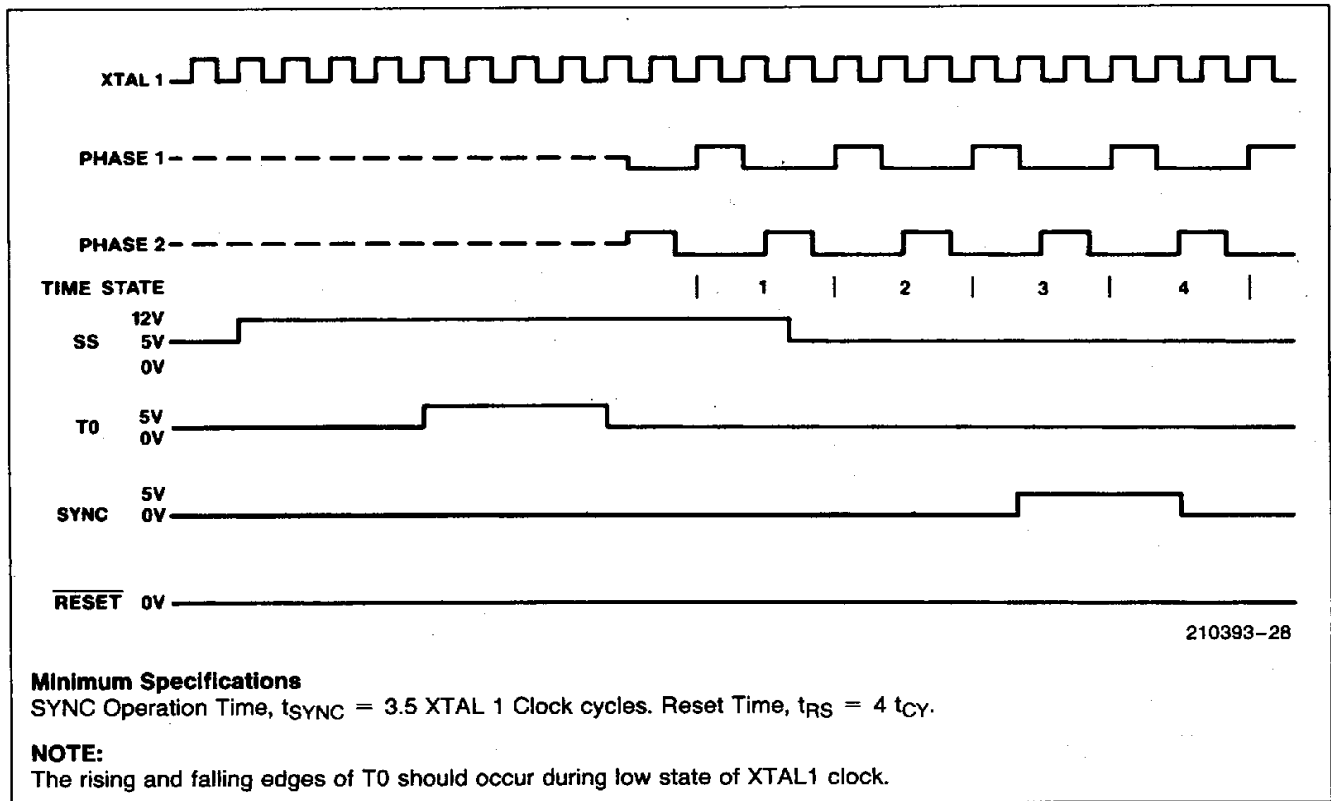 XTAL 1
PHASE 1
PHASE 2
TIME STATE | 1 | 2 | 3 | 4 |
12V
SS 5V
0V
T0 5V
0V
5V
SYNC 0V
RESET 0V
210393-28
Minimum Specifications
SYNC Operation Time, tSYNC = 3.5 XTAL 1 Clock cycles. Reset Time, tRS = 4 tCY.
NOTE:
The rising and falling edges of T0 should occur during low state of XTAL1 clock.